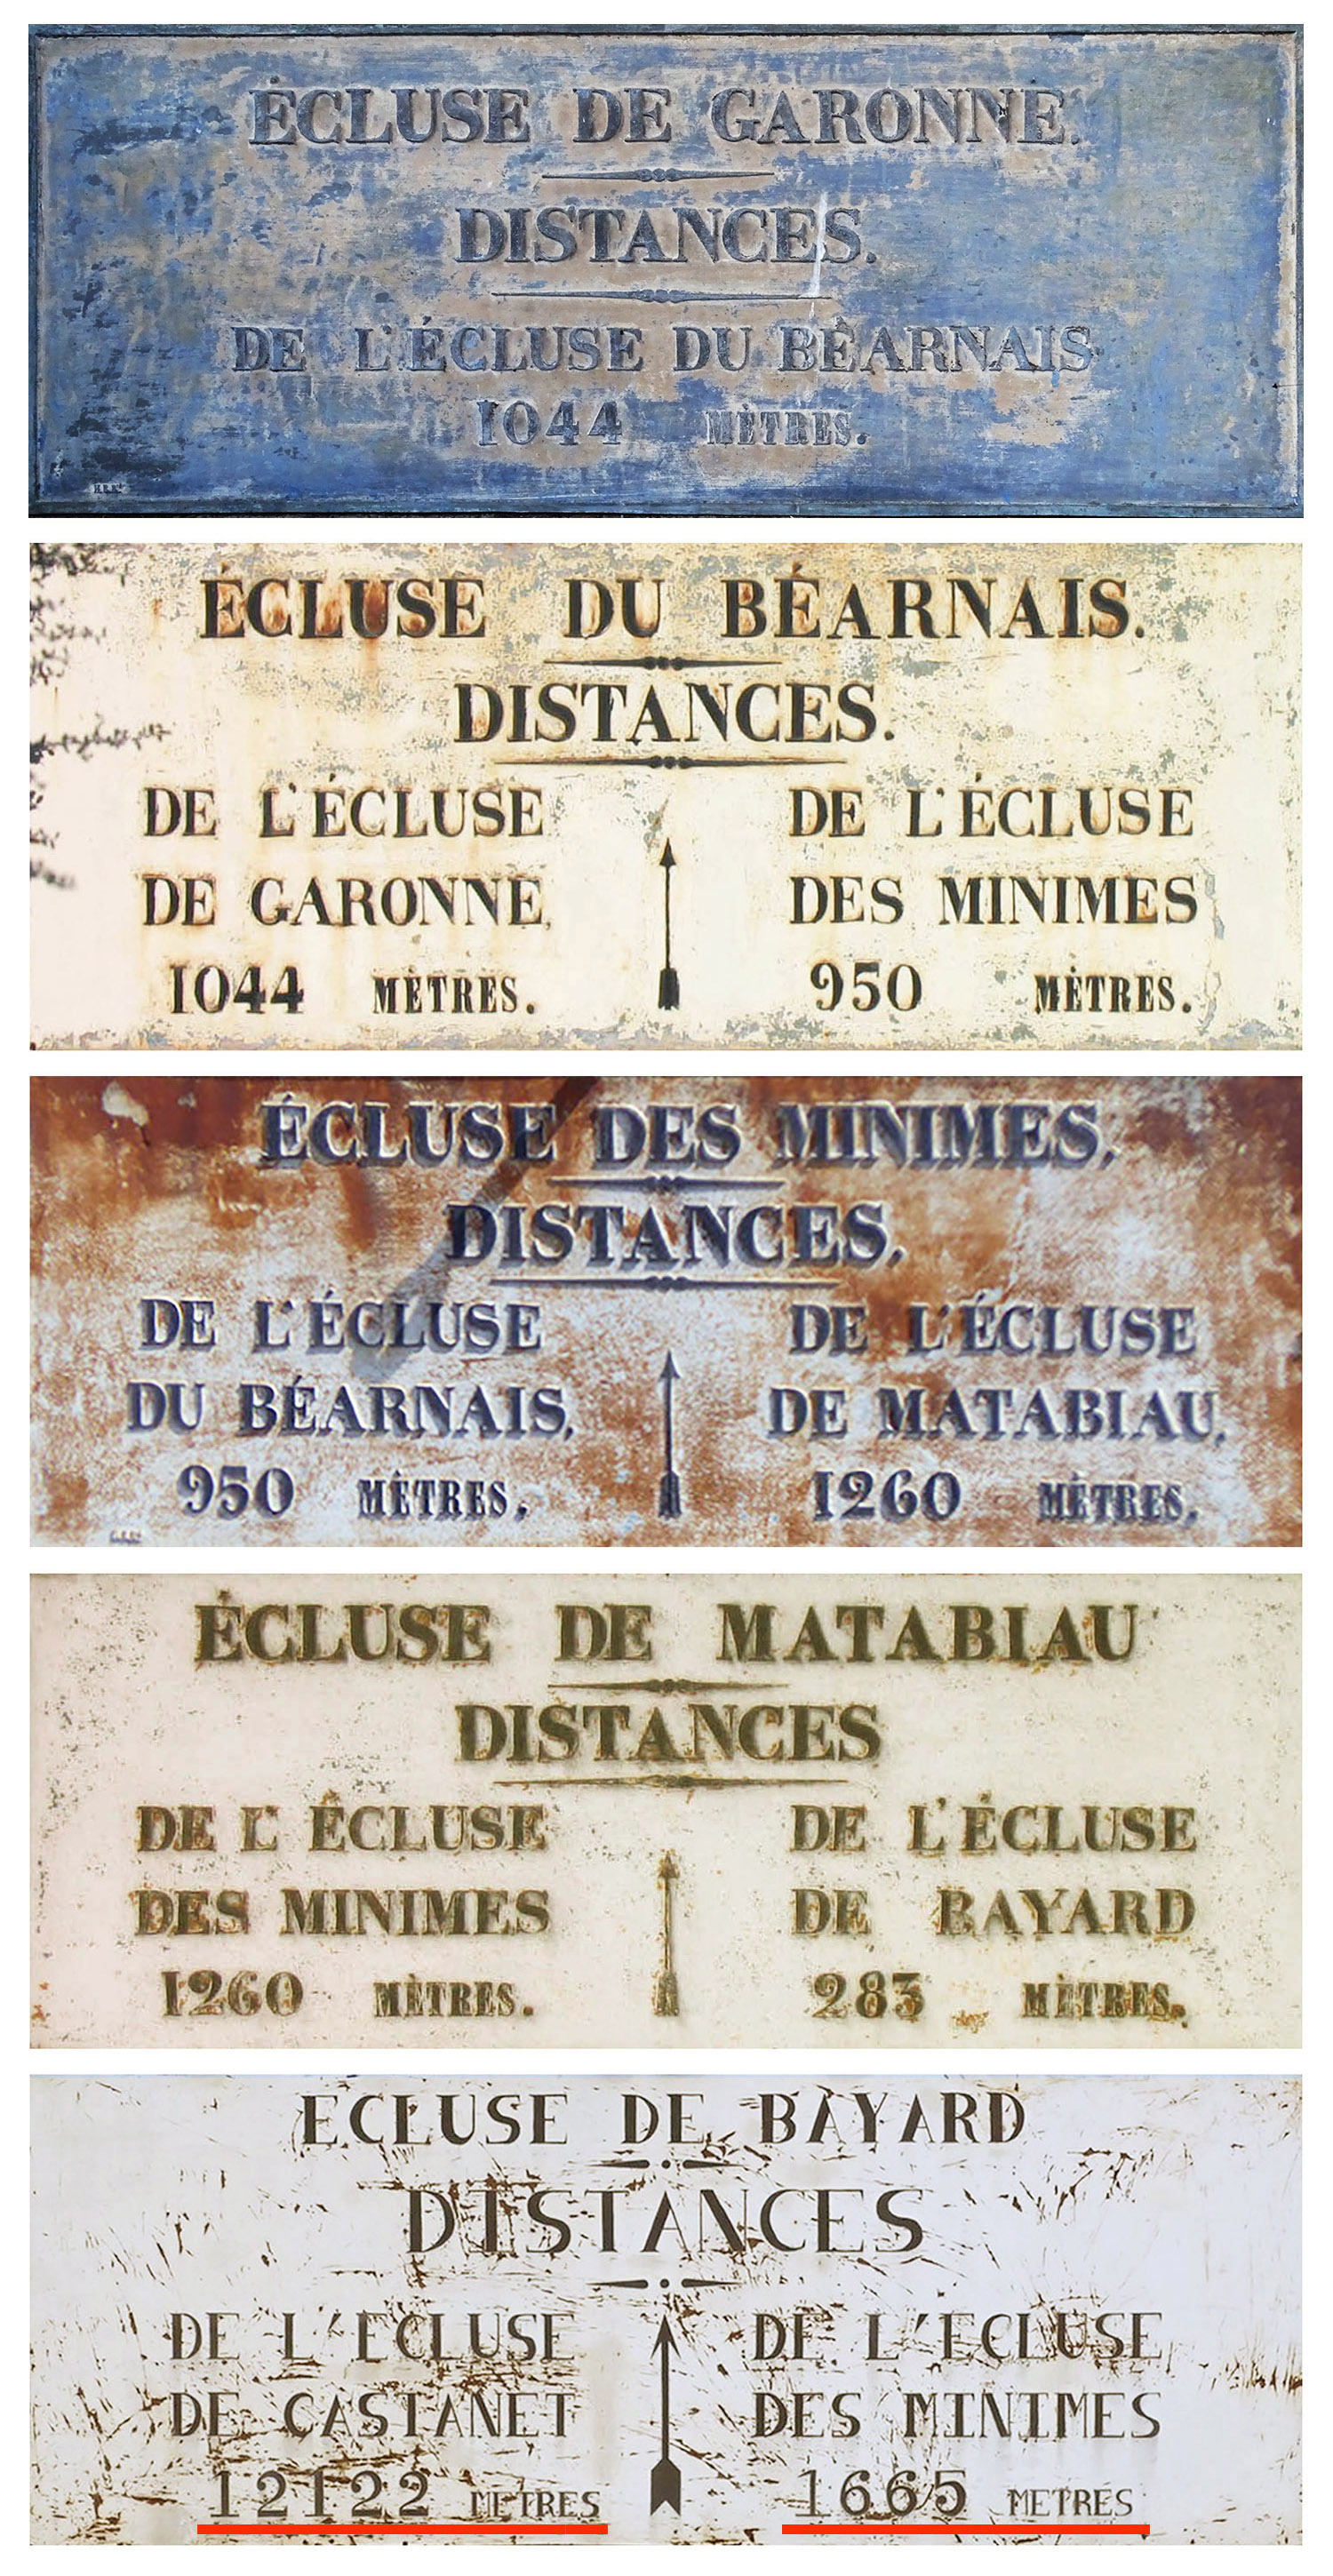 ÉCLUSE DE GARONNE.
DISTANCES.
DE L'ÉCLUSE DU BÉARNAIS
1044 MÈTRES.
ÉCLUSE DU BÉARNAIS.
DISTANCES.
DE L'ÉCLUSE
DE GARONNE,
1044 MÈTRES.
DE L'ÉCLUSE
DES MINIMES
950 MÈTRES.
ÉCLUSE DES MINIMES.
DISTANCES.
DE L'ÉCLUSE
DU BÉARNAIS,
950 MÈTRES.
DE L'ÉCLUSE
DE MATABIAU,
1260 MÈTRES.
ÉCLUSE DE MATABIAU
DISTANCES
DE L'ÉCLUSE
DES MINIMES
1260 MÈTRES.
DE L'ÉCLUSE
DE BAYARD
283 MÈTRES.
ECLUSE DE BAYARD
DISTANCES
DE L'ECLUSE
DE CASTANET
12122 METRES
DE L'ECLUSE
DES MINIMES
1665 METRES